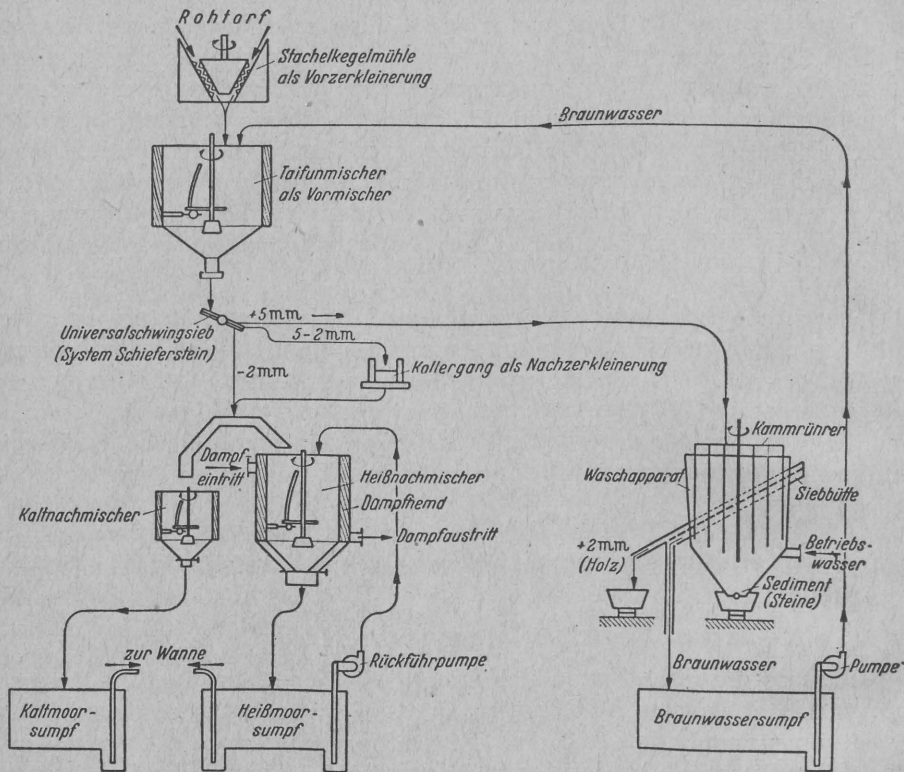 Rohtorf
Stachelkegelmühle
als Vorzerkleinerung
Braunwasser
Taifunmischer
als Vormischer
+5mm
5-2mm
Universalschwingsieb
(System Schieferstein)
-2mm
Kollergang als Nachzerkleinerung
Kammrührer
Dampf-
eintritt
Heißnachmischer
Waschapparat
Siebbütte
Kaltnachmischer
Dampfhemd
Dampfaustritt
+2mm
(Holz)
Betriebs-
wasser
Sediment
(Steine)
zur Wanne
Rückführpumpe
Braunwasser
Pumpe
Kaltmoor-
sumpf
Heißmoor-
sumpf
Braunwassersumpf